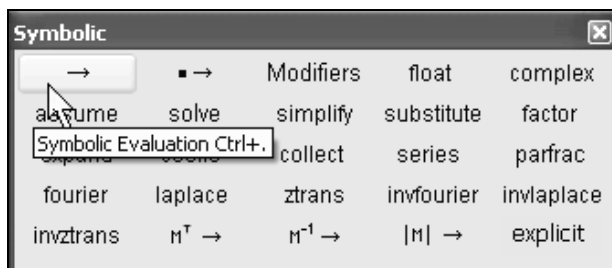 Symbolic
→ ▪ → Modifiers float complex
assume solve simplify substitute factor
Symbolic Evaluation Ctrl+. collect series parfrac
fourier laplace ztrans invfourier invlaplace
invztrans Mᵀ → M⁻¹ → |M| → explicit